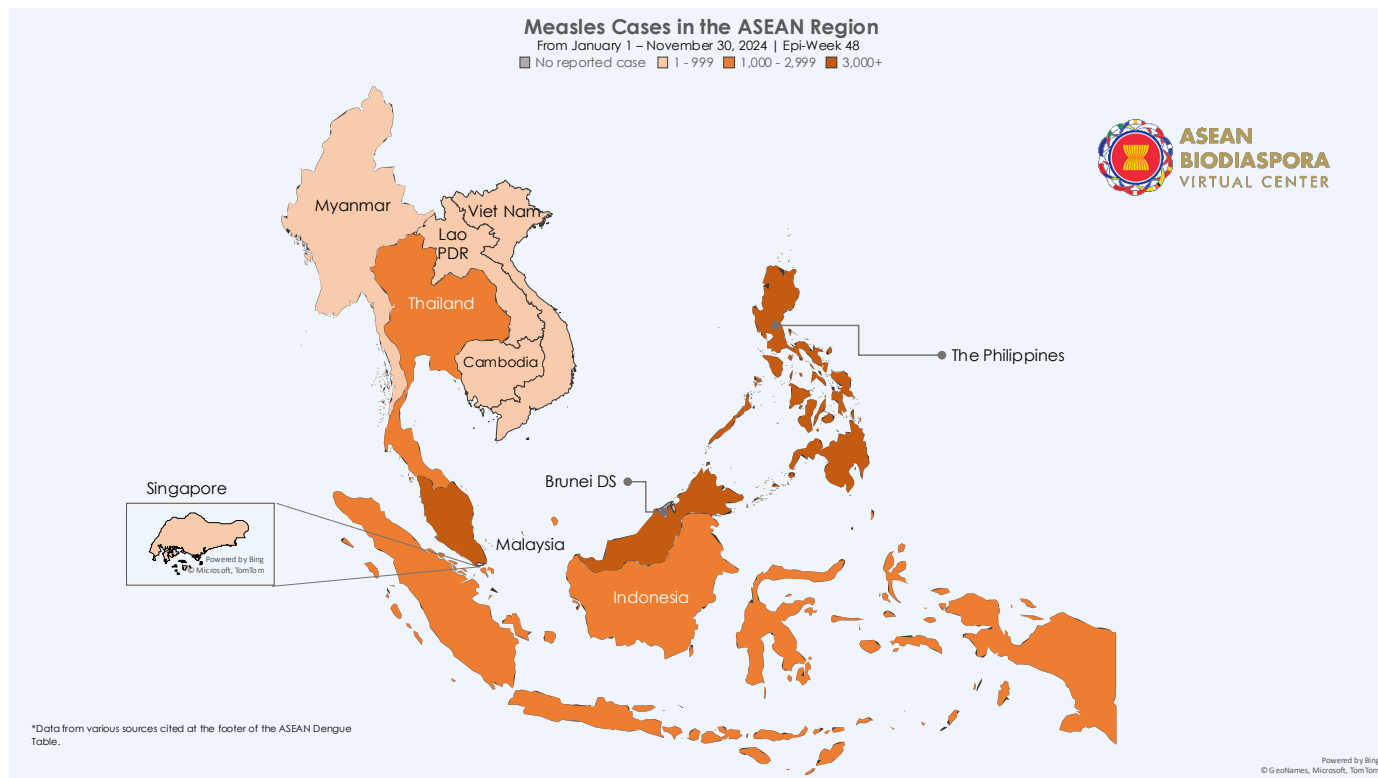 Measles Cases in the ASEAN Region
From January 1 – November 30, 2024 | Epi-Week 48
No reported case 1 - 999 1,000 - 2,999 3,000+
ASEAN
BIODIASPORA
VIRTUAL CENTER
Myanmar
Viet Nam
Lao
PDR
Thailand
Cambodia
The Philippines
Brunei DS
Singapore
Powered by Bing
© Microsoft, TomTom
Malaysia
Indonesia
*Data from various sources cited at the footer of the ASEAN Dengue
Table.
Powered by Bing
© GeoNames, Microsoft, TomTom